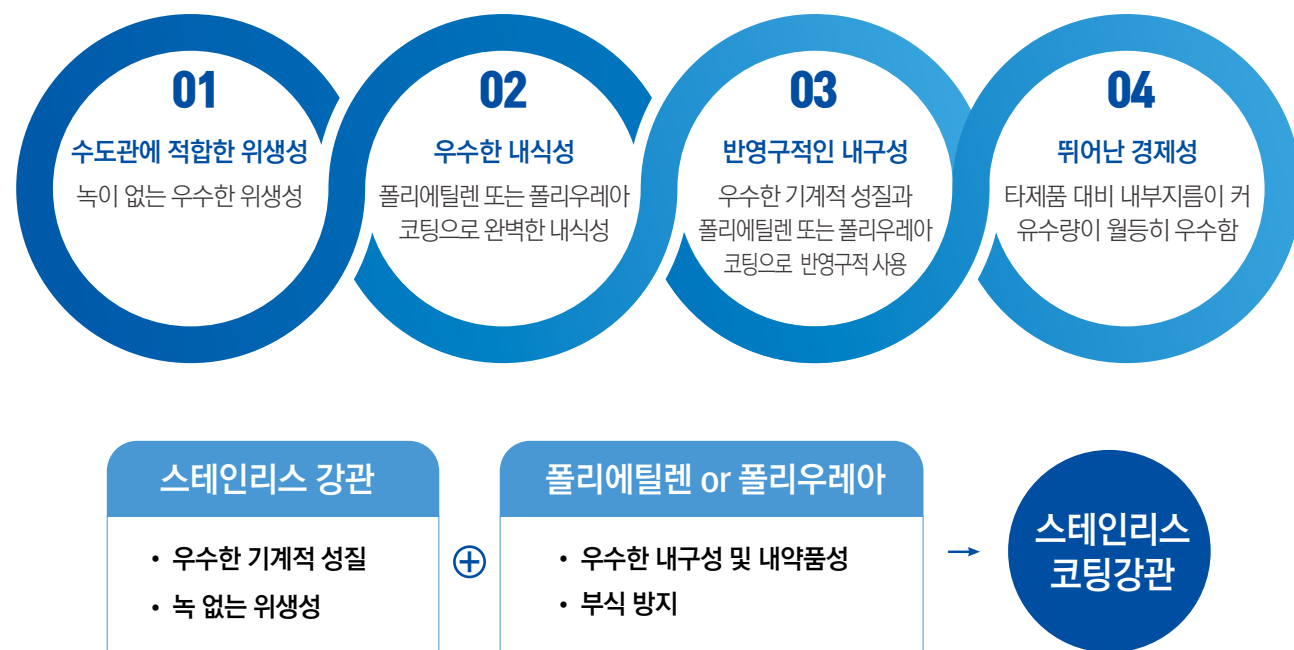 01
수도관에 적합한 위생성
녹이 없는 우수한 위생성
02
우수한 내식성
폴리에틸렌 또는 폴리우레아
코팅으로 완벽한 내식성
03
반영구적인 내구성
우수한 기계적 성질과
폴리에틸렌 또는 폴리우레아
코팅으로 반영구적 사용
04
뛰어난 경제성
타제품 대비 내부지름이 커
유수량이 월등히 우수함
스테인리스 강관
• 우수한 기계적 성질
• 녹 없는 위생성
⊕
폴리에틸렌 or 폴리우레아
• 우수한 내구성 및 내약품성
• 부식 방지
→
스테인리스
코팅강관